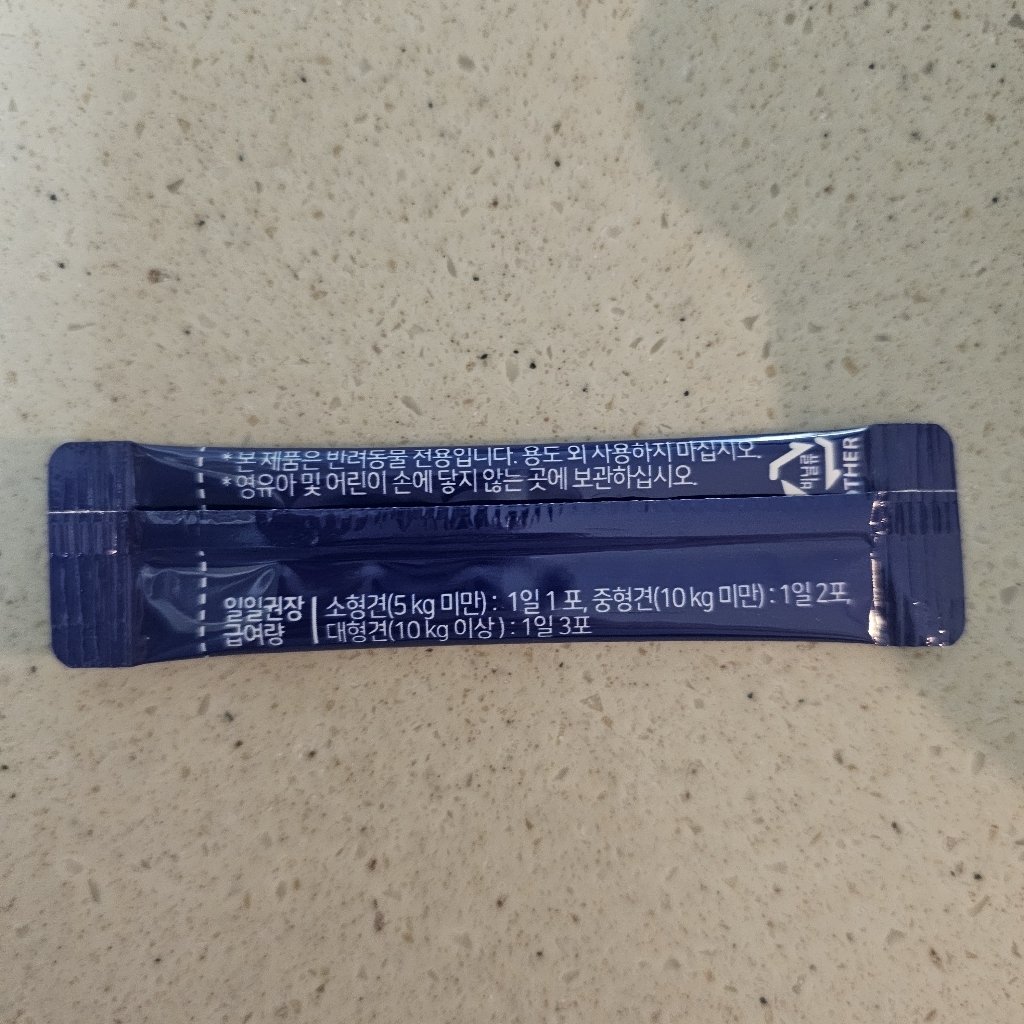 * 본 제품은 반려동물 전용입니다. 용도 외 사용하지 마십시오.
* 영유아 및 어린이 손에 닿지 않는 곳에 보관하십시오.
비닐류
OTHER
일일권장
급여량
소형견(5 kg 미만) : 1일 1 포, 중형견(10 kg 미만) : 1일 2포,
대형견(10 kg 이상 ) : 1일 3포